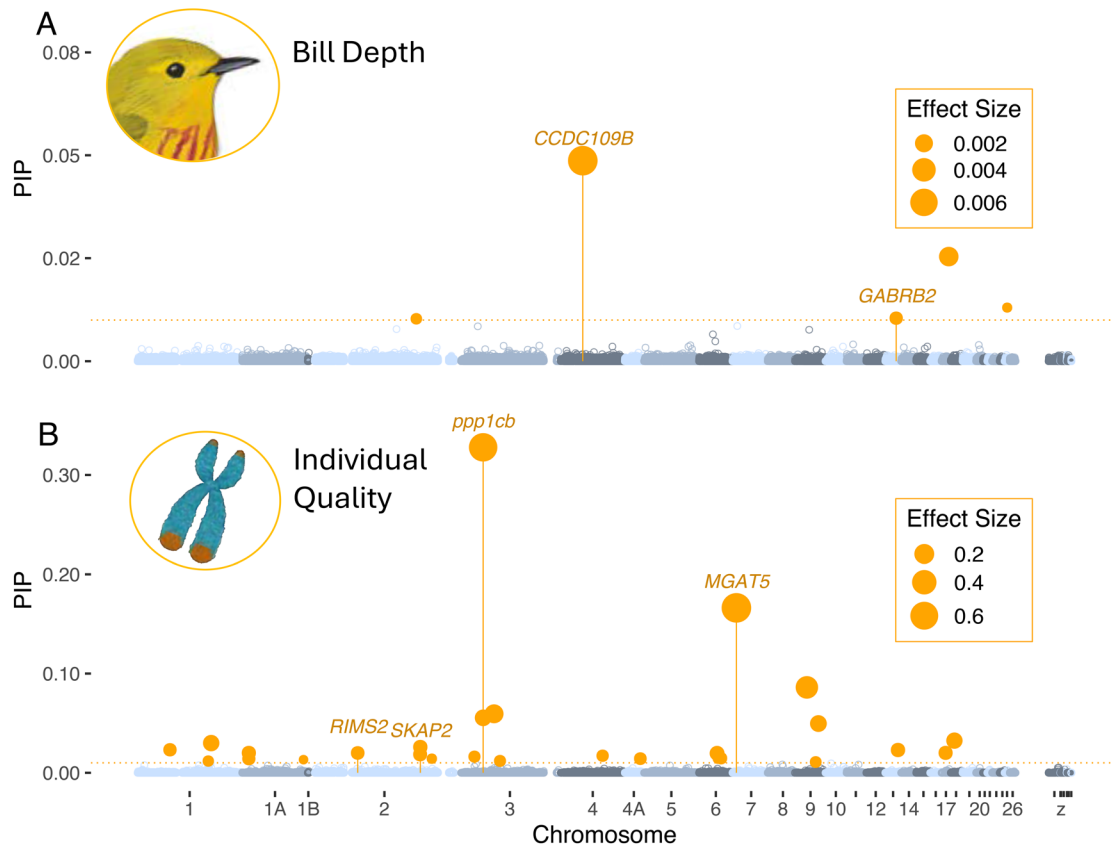 A
Bill Depth
0.08
0.05
0.02
0.00
PIP
CCDC109B
GABRB2
Effect Size
0.002
0.004
0.006
B
Individual
Quality
0.30
0.20
0.10
0.00
PIP
ppp1cb
MGAT5
RIMS2
SKAP2
Effect Size
0.2
0.4
0.6
1 1A 1B 2 3 4 4A 5 6 7 8 9 10 12 14 17 20 26 z
Chromosome